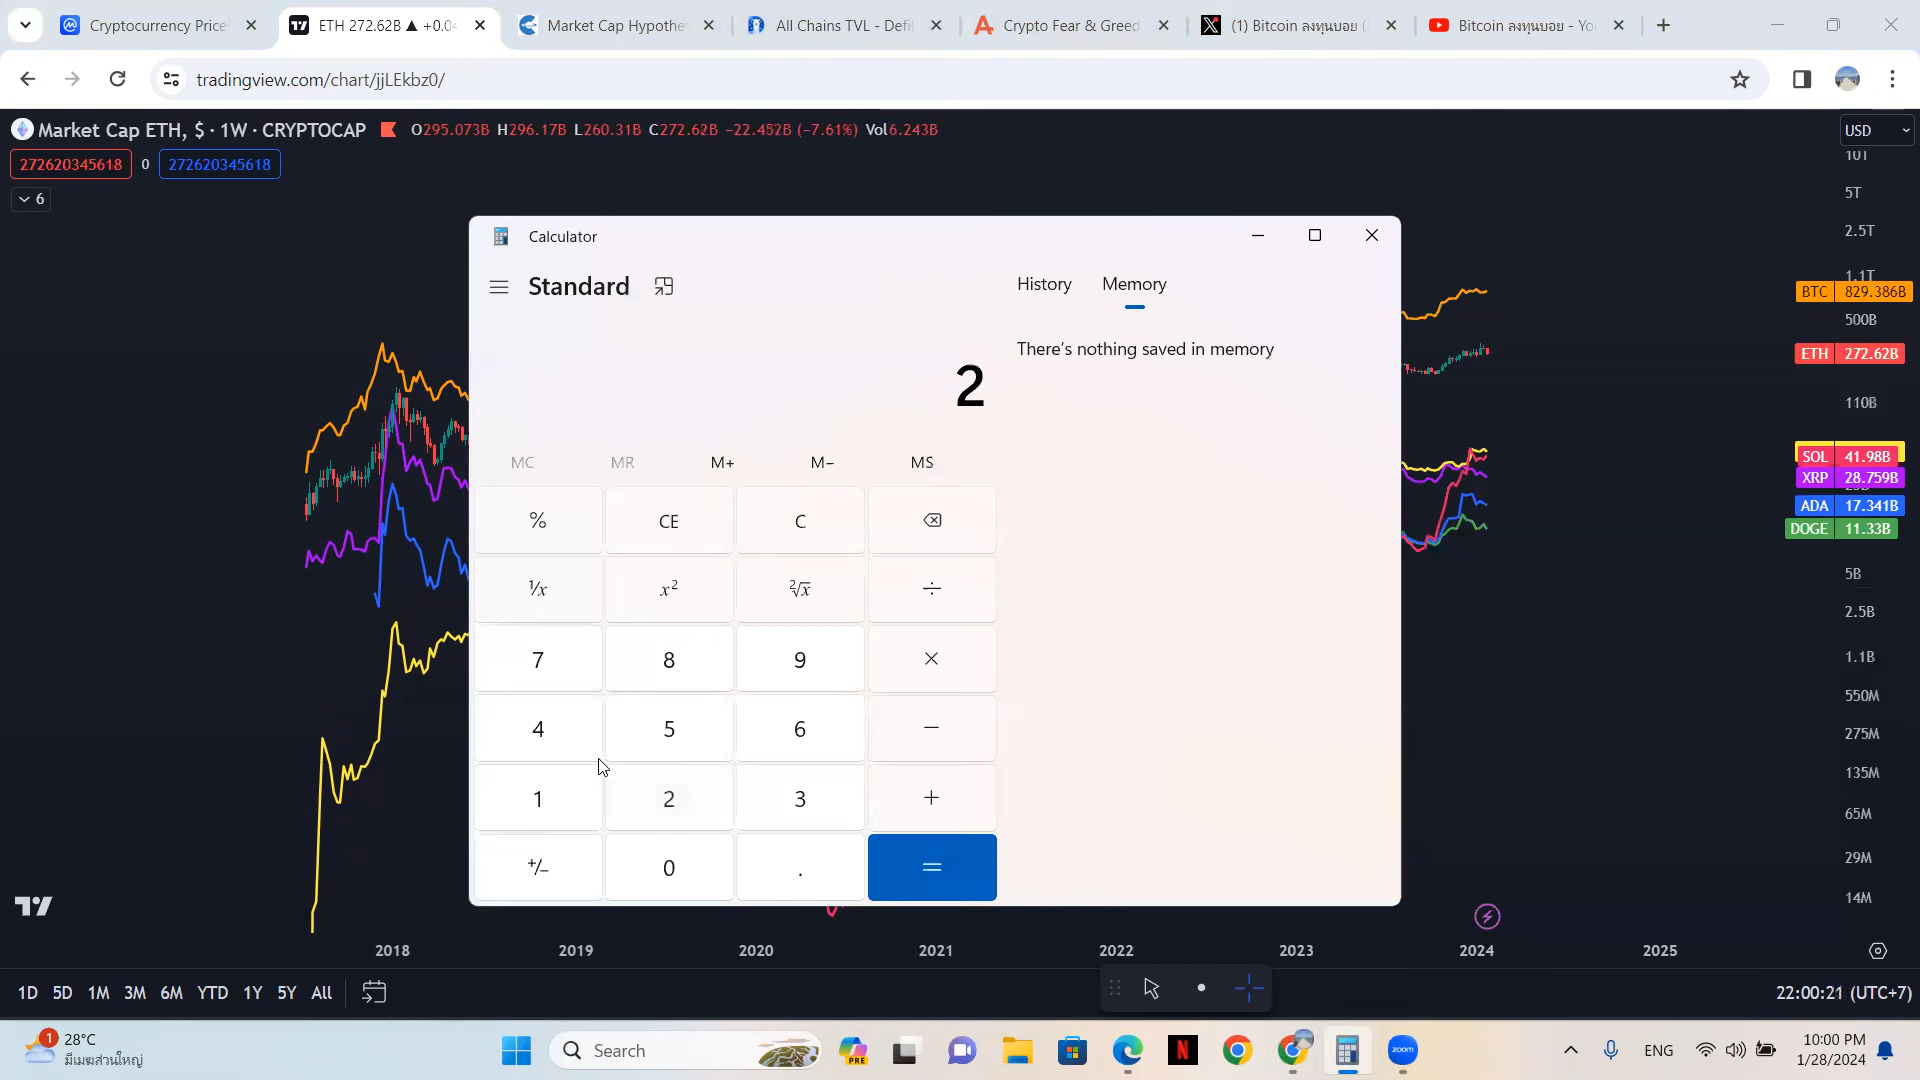 Cryptocurrency Price
ETH 272.62B ▲ +0.04
Market Cap Hypothe
All Chains TVL - Defil
Crypto Fear & Greed
(1) Bitcoin ลงทุนบอย (
Bitcoin ลงทุนบอย - Yo
tradingview.com/chart/jjLEkbz0/
Market Cap ETH, $ · 1W · CRYPTOCAP
O295.073B H296.17B L260.31B C272.62B −22.452B (−7.61%) Vol6.243B
USD
272620345618 0 272620345618
6
10T
5T
2.5T
1.1T
BTC 829.386B
500B
ETH 272.62B
110B
SOL 41.98B
XRP 28.759B
ADA 17.341B
DOGE 11.33B
5B
2.5B
1.1B
550M
275M
135M
65M
29M
14M
Calculator
Standard
History Memory
There's nothing saved in memory
2
MC MR M+ M− MS
% CE C
¹/x x² ²√x ÷
7 8 9 ×
4 5 6 −
1 2 3 +
+/− 0 . =
2018 2019 2020 2021 2022 2023 2024 2025
1D 5D 1M 3M 6M YTD 1Y 5Y All
22:00:21 (UTC+7)
1
28°C
มีเมฆส่วนใหญ่
Search
PRE
N
zoom
ENG
10:00 PM
1/28/2024